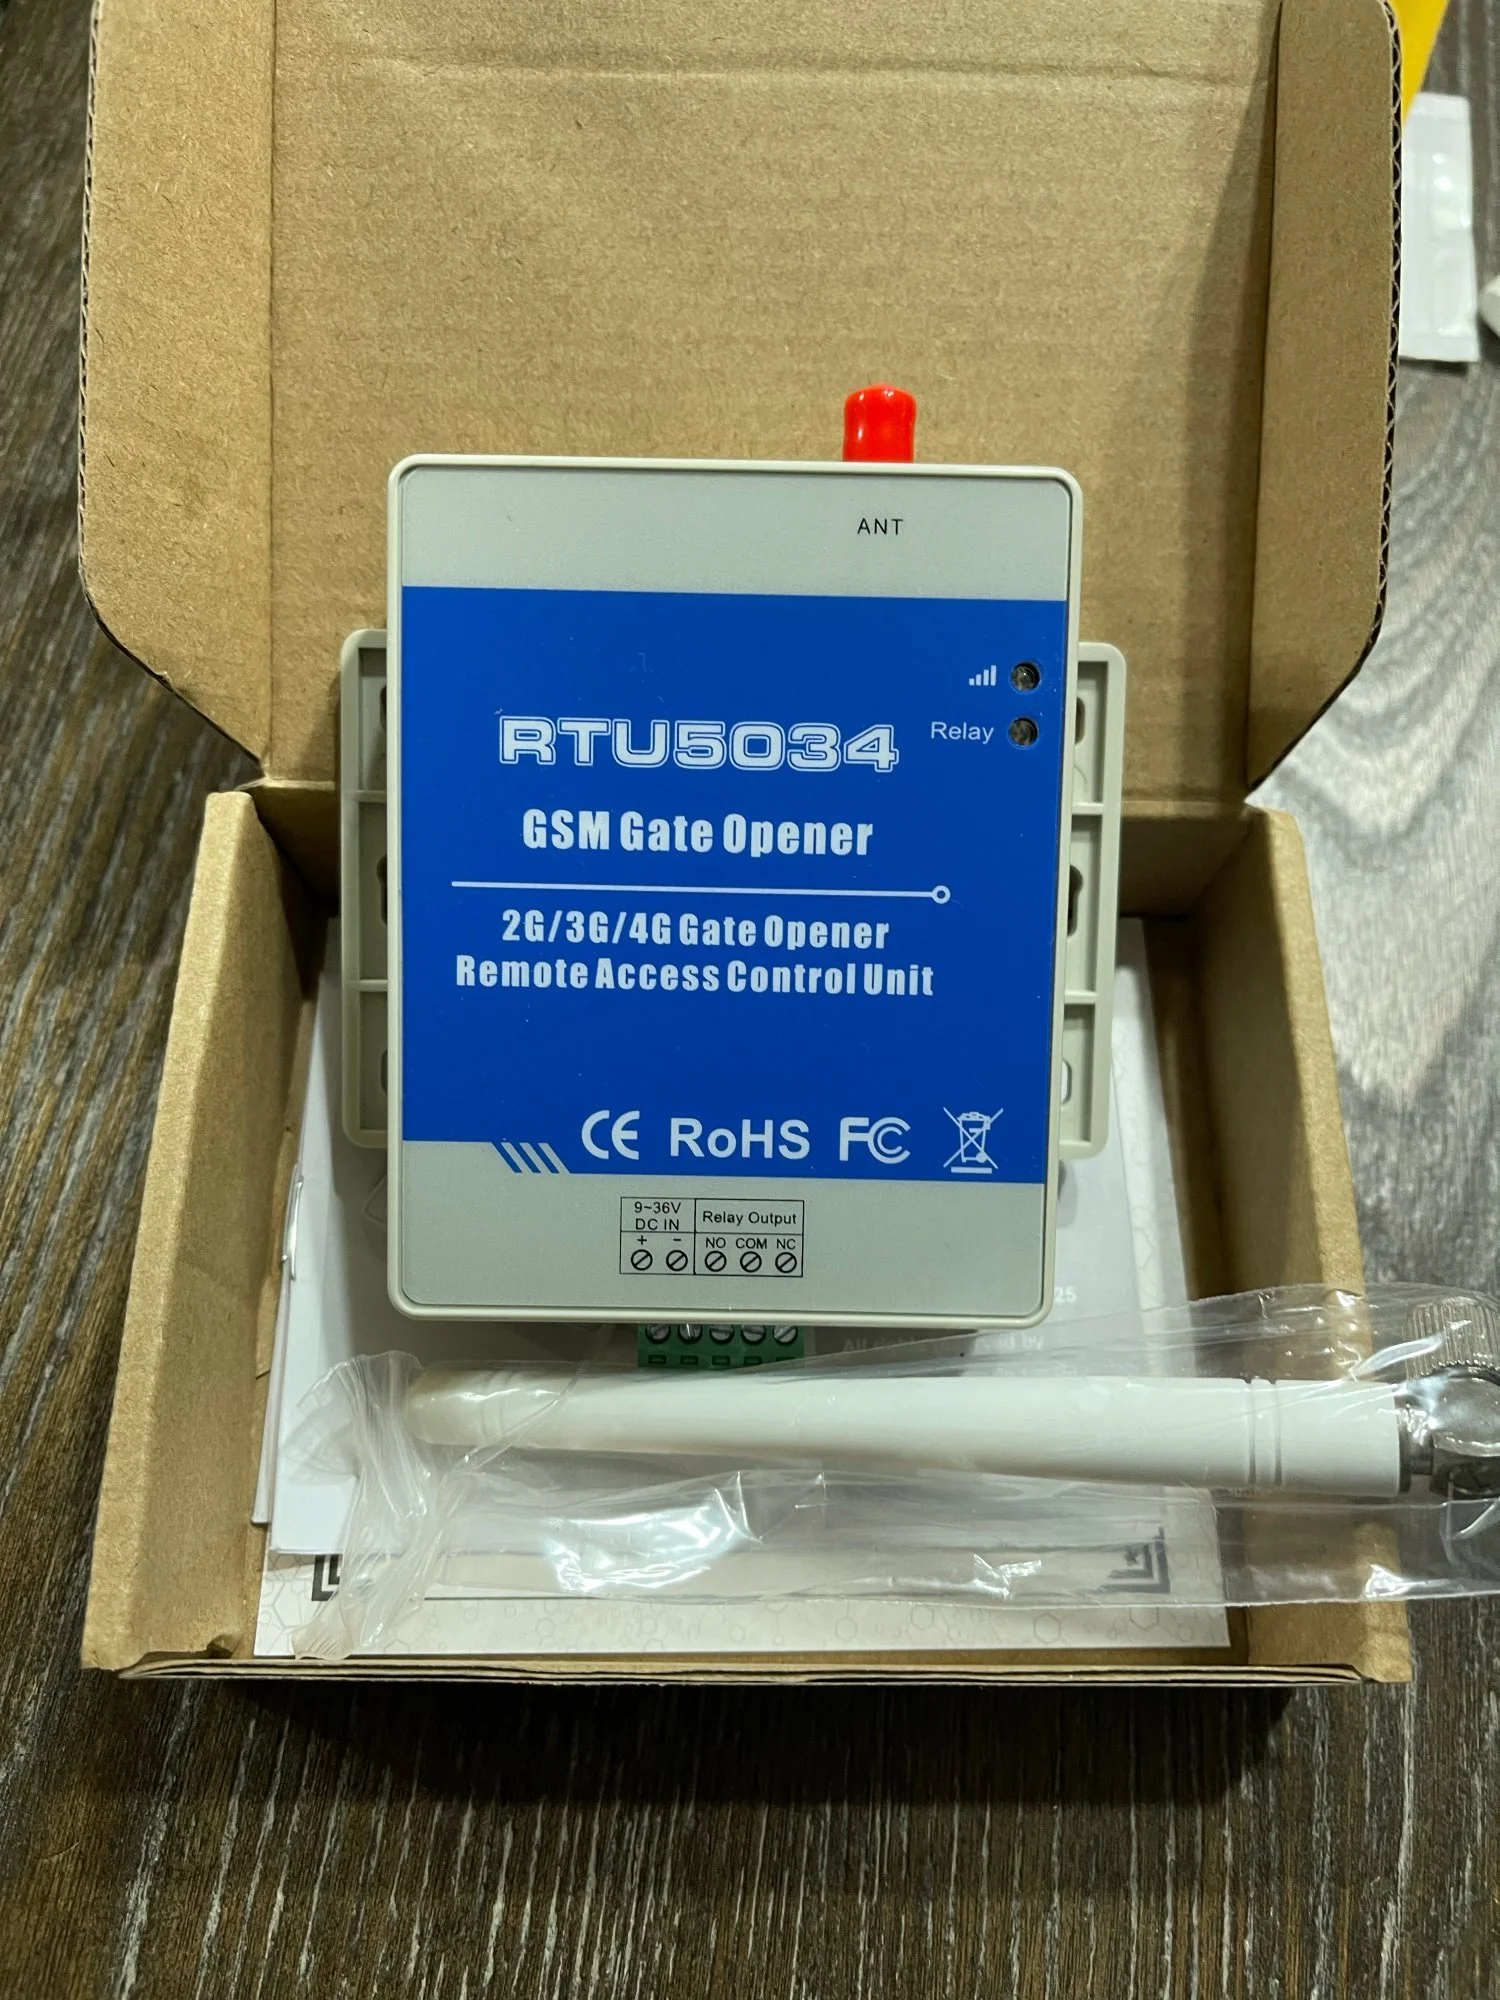 ANT
RTU5034
Relay
GSM Gate Opener
2G/3G/4G Gate Opener
Remote Access Control Unit
CE RoHS FC
9~36V
DC IN
Relay Output
+ - NO COM NC
25